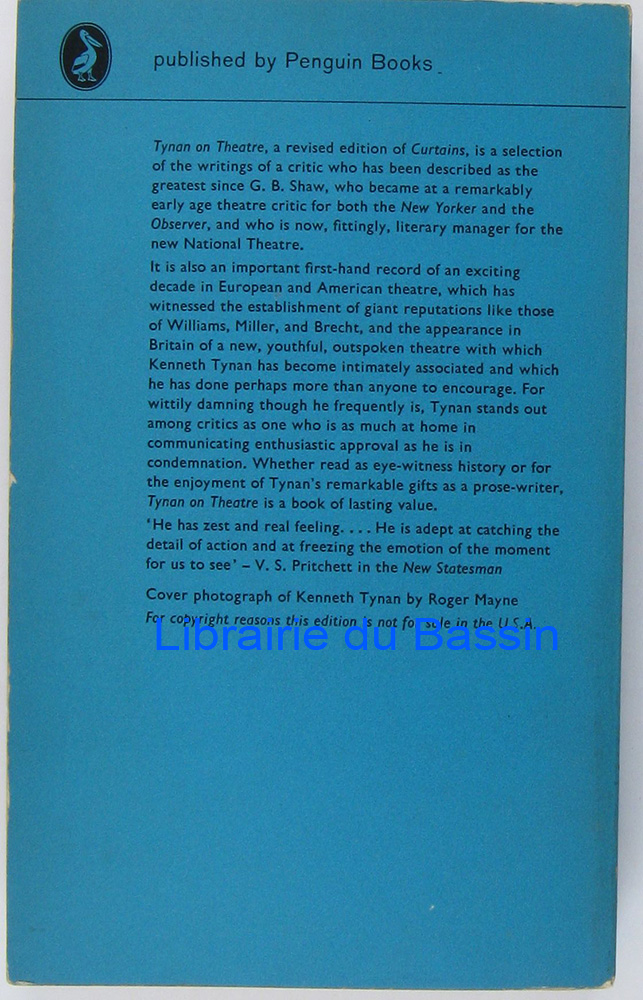 published by Penguin Books
Tynan on Theatre, a revised edition of Curtains, is a selection
of the writings of a critic who has been described as the
greatest since G. B. Shaw, who became at a remarkably
early age theatre critic for both the New Yorker and the
Observer, and who is now, fittingly, literary manager for the
new National Theatre.
It is also an important first-hand record of an exciting
decade in European and American theatre, which has
witnessed the establishment of giant reputations like those
of Williams, Miller, and Brecht, and the appearance in
Britain of a new, youthful, outspoken theatre with which
Kenneth Tynan has become intimately associated and which
he has done perhaps more than anyone to encourage. For
wittily damning though he frequently is, Tynan stands out
among critics as one who is as much at home in
communicating enthusiastic approval as he is in
condemnation. Whether read as eye-witness history or for
the enjoyment of Tynan's remarkable gifts as a prose-writer,
Tynan on Theatre is a book of lasting value.
'He has zest and real feeling. . . . He is adept at catching the
detail of action and at freezing the emotion of the moment
for us to see' – V. S. Pritchett in the New Statesman
Cover photograph of Kenneth Tynan by Roger Mayne
For copyright reasons this edition is not for sale in the U.S.A.
Librairie du Bassin